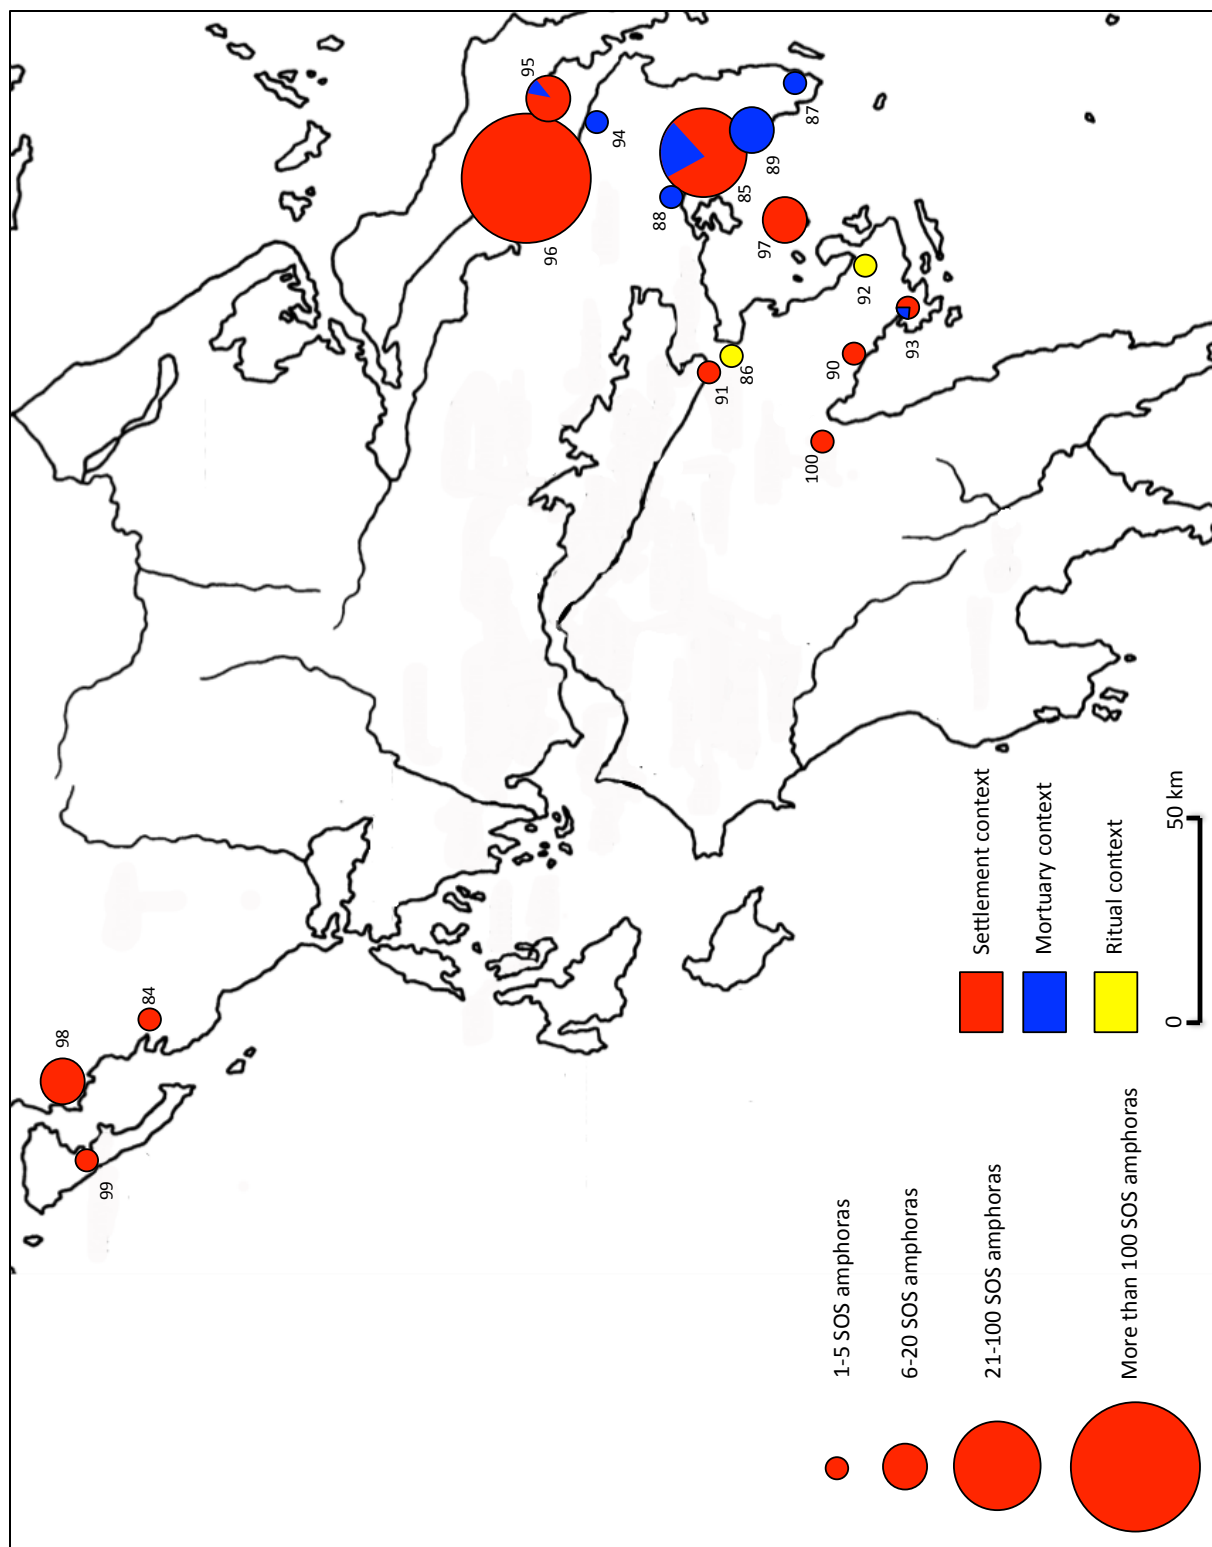 98
99
84
95
96
94
88
91
85
86
97
89
87
100
90
92
93
1-5 SOS amphoras
6-20 SOS amphoras
21-100 SOS amphoras
More than 100 SOS amphoras
Settlement context
Mortuary context
Ritual context
0 50 km